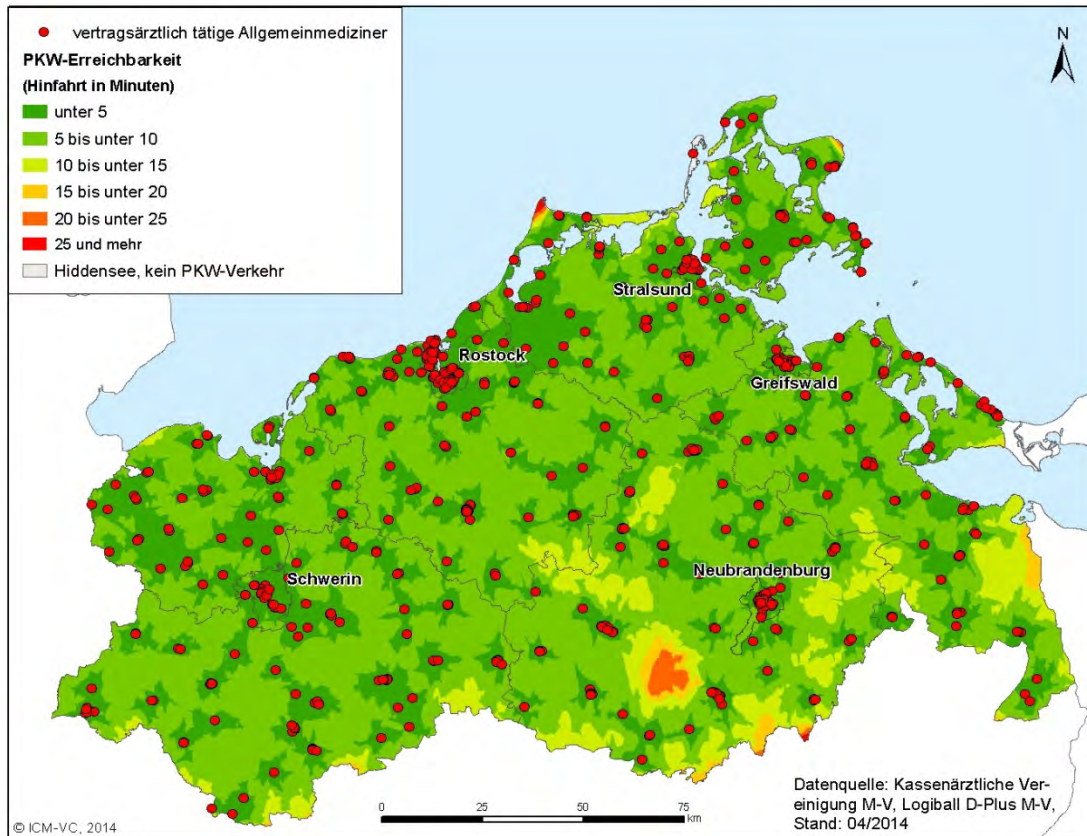 vertragsärztlich tätige Allgemeinmediziner
PKW-Erreichbarkeit
(Hinfahrt in Minuten)
unter 5
5 bis unter 10
10 bis unter 15
15 bis unter 20
20 bis unter 25
25 und mehr
Hiddensee, kein PKW-Verkehr
N
Stralsund
Rostock
Greifswald
Neubrandenburg
Schwerin
0 25 50 75
km
Datenquelle: Kassenärztliche Ver-
einigung M-V, Logiball D-Plus M-V,
Stand: 04/2014
© ICM-VC, 2014